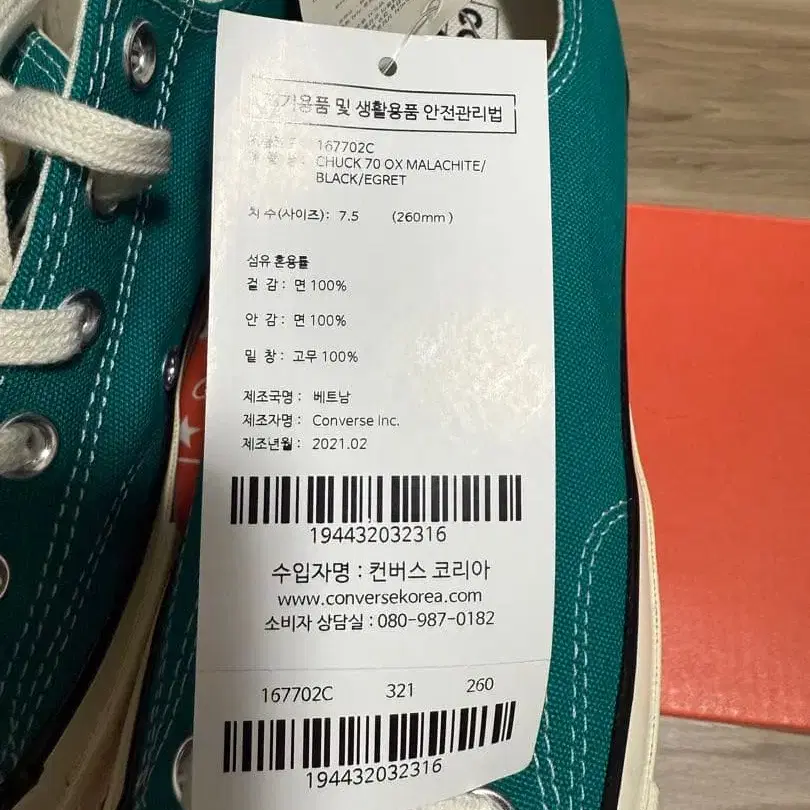 전기용품 및 생활용품 안전관리법
167702C
CHUCK 70 OX MALACHITE/
BLACK/EGRET
치 수(사이즈) : 7.5 (260mm)
섬유 혼용률
겉 감 : 면 100%
안 감 : 면 100%
밑 창 : 고무 100%
제조국명 : 베트남
제조자명 : Converse Inc.
제조년월 : 2021.02
194432032316
수입자명 : 컨버스 코리아
www.conversekorea.com
소비자 상담실 : 080-987-0182
167702C 321 260
194432032316